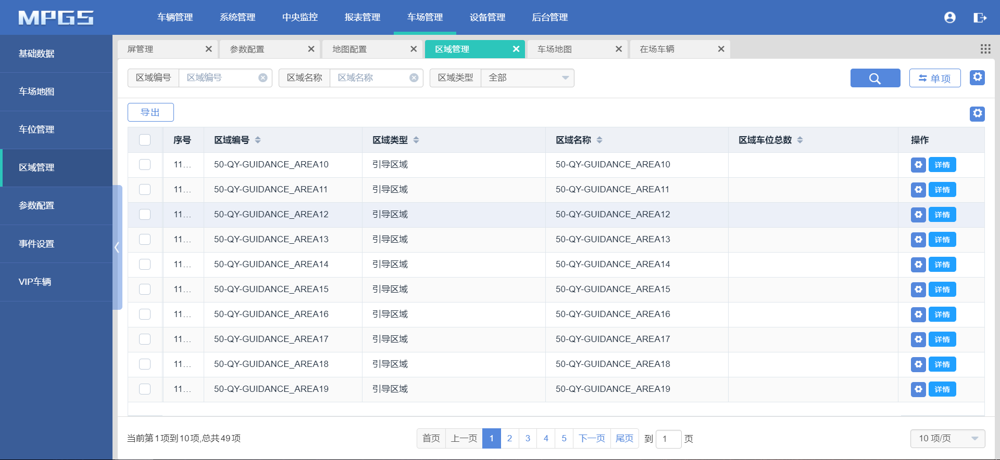 MPGS 车辆管理 系统管理 中央监控 报表管理 车场管理 设备管理 后台管理
基础数据
车场地图
车位管理
区域管理
参数配置
事件设置
VIP车辆
屏管理 参数配置 地图配置 区域管理 车场地图 在场车辆
区域编号 区域编号 区域名称 区域名称 区域类型 全部 单项
导出
序号 区域编号 区域类型 区域名称 区域车位总数 操作
11... 50-QY-GUIDANCE_AREA10 引导区域 50-QY-GUIDANCE_AREA10 详情
11... 50-QY-GUIDANCE_AREA11 引导区域 50-QY-GUIDANCE_AREA11 详情
11... 50-QY-GUIDANCE_AREA12 引导区域 50-QY-GUIDANCE_AREA12 详情
11... 50-QY-GUIDANCE_AREA13 引导区域 50-QY-GUIDANCE_AREA13 详情
11... 50-QY-GUIDANCE_AREA14 引导区域 50-QY-GUIDANCE_AREA14 详情
11... 50-QY-GUIDANCE_AREA15 引导区域 50-QY-GUIDANCE_AREA15 详情
11... 50-QY-GUIDANCE_AREA16 引导区域 50-QY-GUIDANCE_AREA16 详情
11... 50-QY-GUIDANCE_AREA17 引导区域 50-QY-GUIDANCE_AREA17 详情
11... 50-QY-GUIDANCE_AREA18 引导区域 50-QY-GUIDANCE_AREA18 详情
11... 50-QY-GUIDANCE_AREA19 引导区域 50-QY-GUIDANCE_AREA19 详情
当前第1项到10项,总共49项 首页 上一页 1 2 3 4 5 下一页 尾页 到 1 页 10 项/页